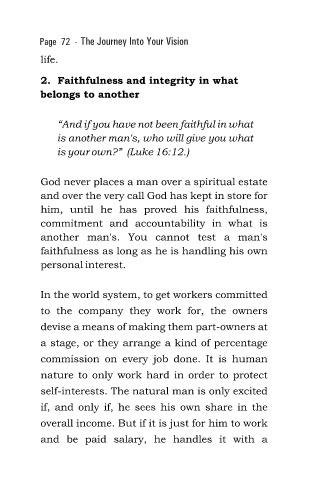 Page 72 - The Journey Into Your Vision
life.
2. Faithfulness and integrity in what
belongs to another
“And if you have not been faithful in what
is another man's, who will give you what
is your own?” (Luke 16:12.)
God never places a man over a spiritual estate
and over the very call God has kept in store for
him, until he has proved his faithfulness,
commitment and accountability in what is
another man's. You cannot test a man's
faithfulness as long as he is handling his own
personal interest.
In the world system, to get workers committed
to the company they work for, the owners
devise a means of making them part-owners at
a stage, or they arrange a kind of percentage
commission on every job done. It is human
nature to only work hard in order to protect
self-interests. The natural man is only excited
if, and only if, he sees his own share in the
overall income. But if it is just for him to work
and be paid salary, he handles it with a